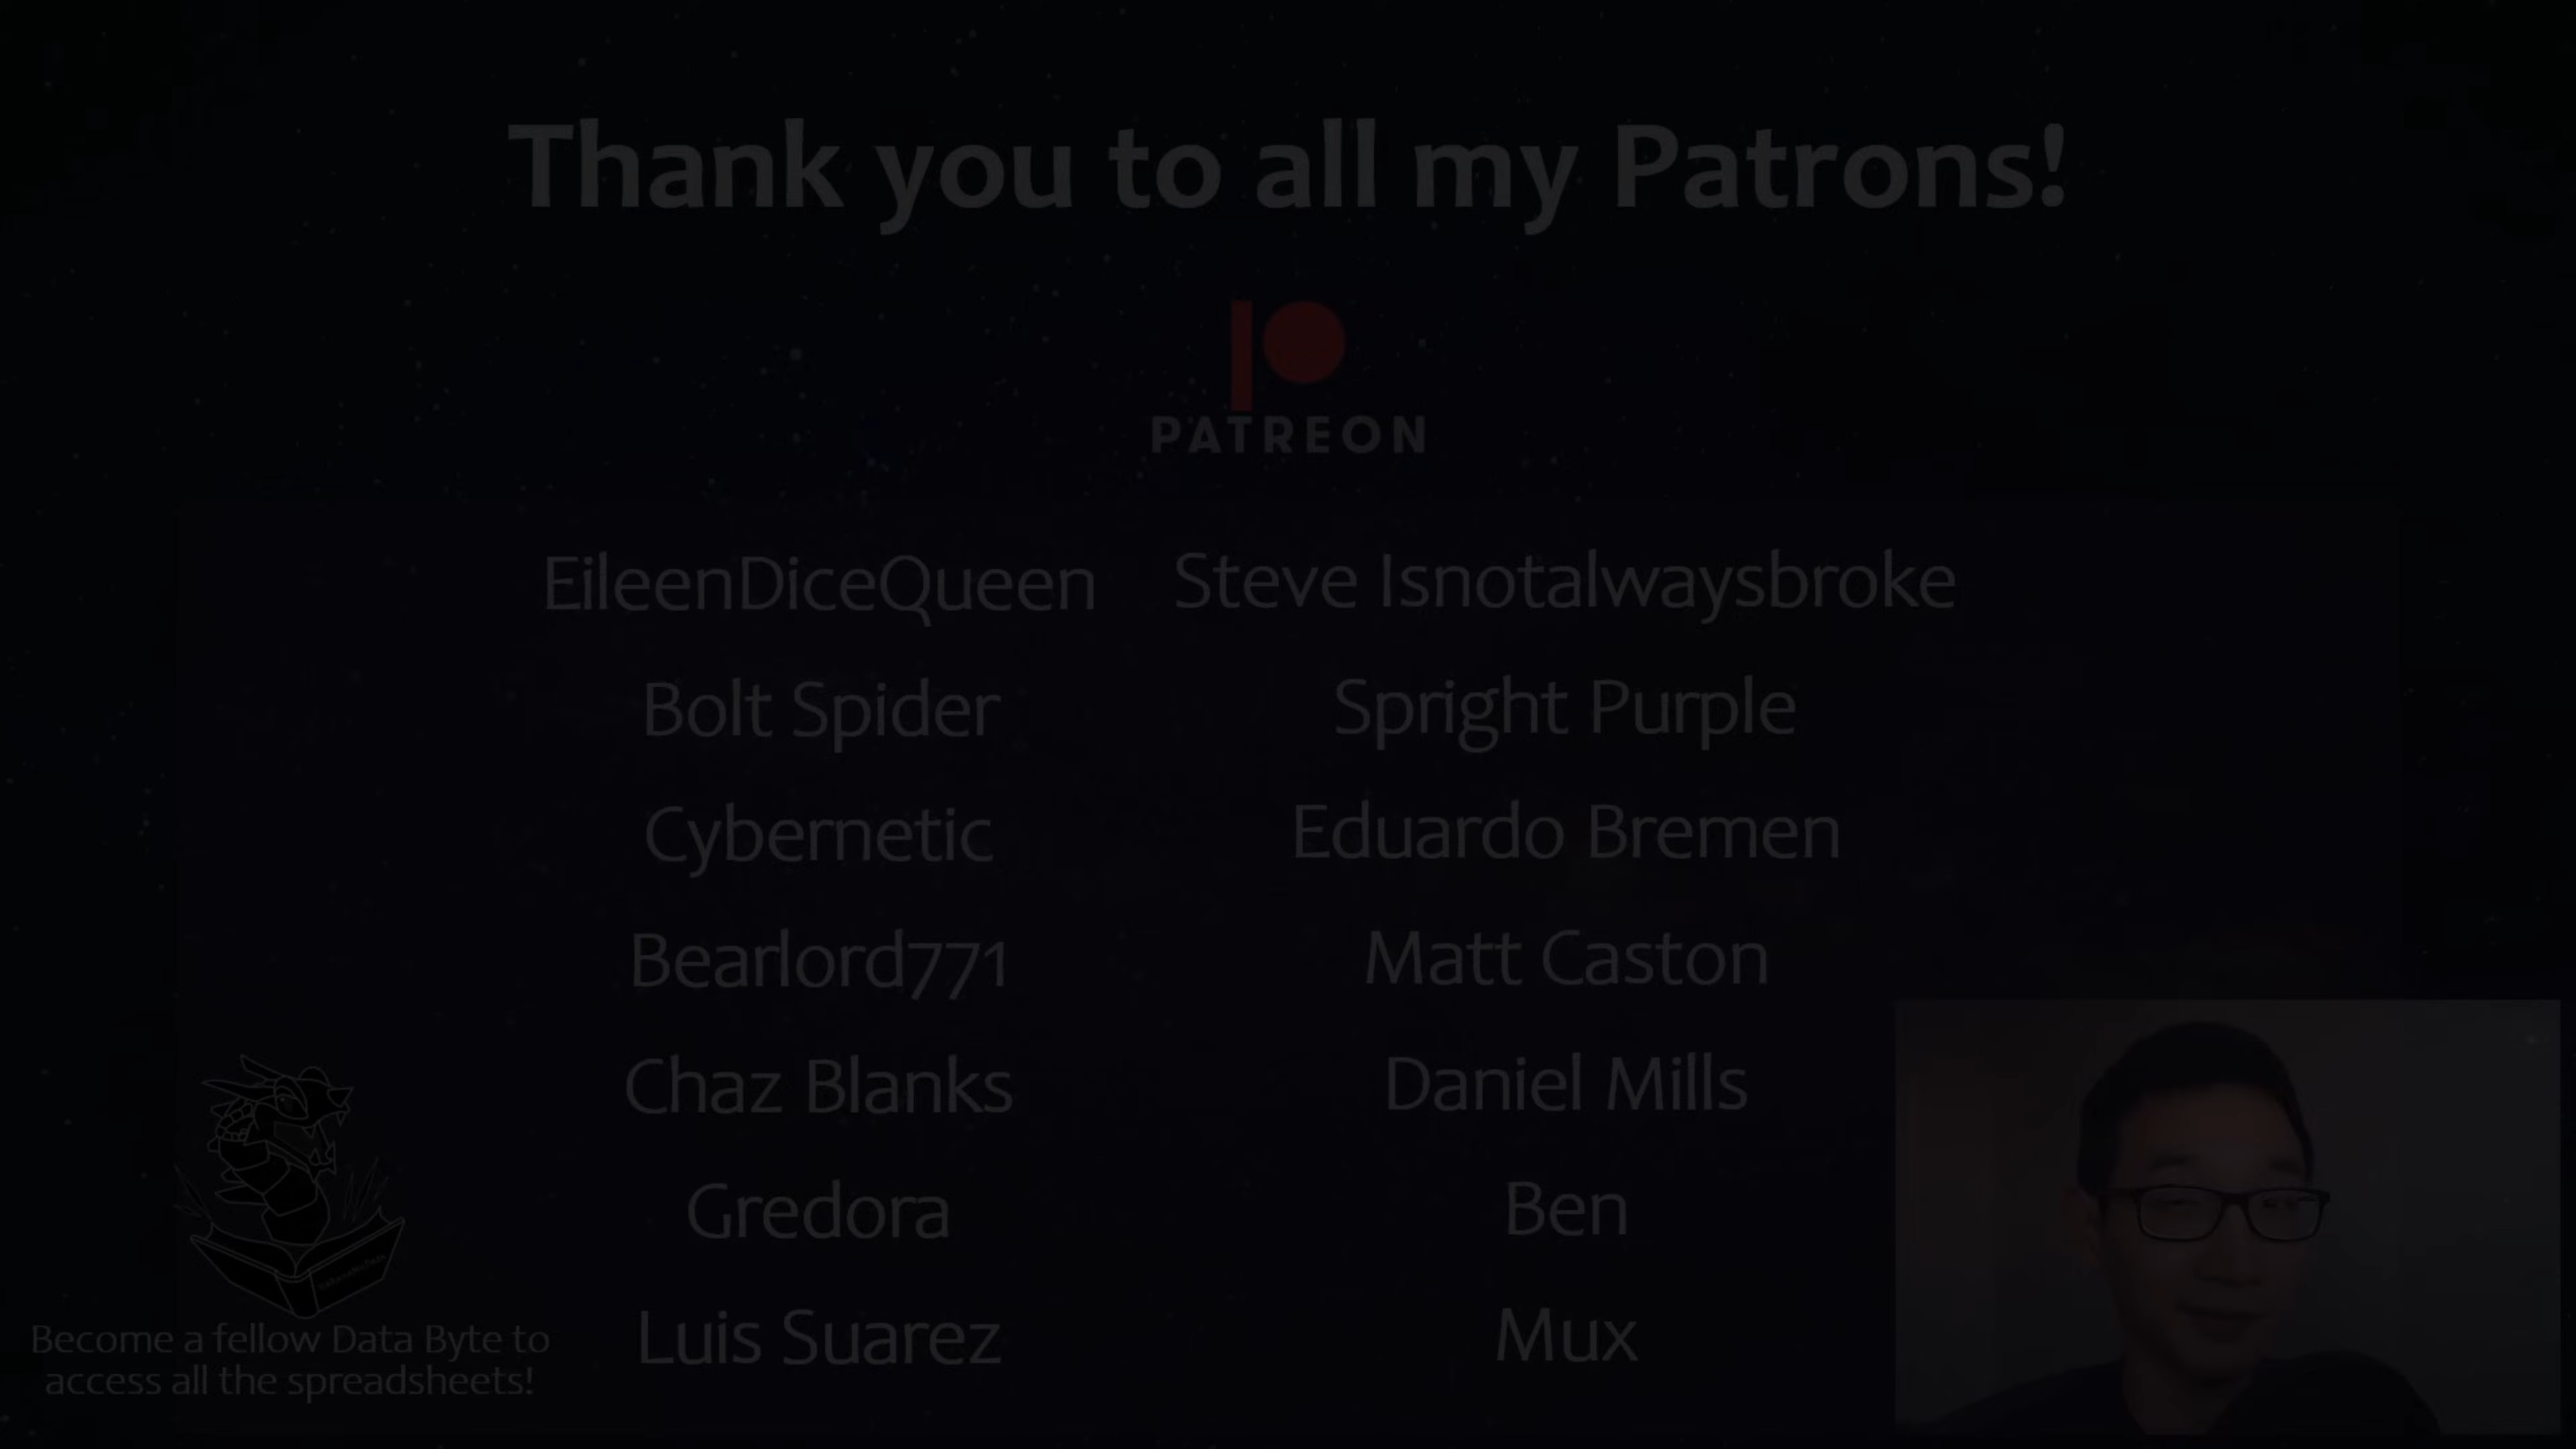 Thank you to all my Patrons!
PATREON
EileenDiceQueen
Steve Isnotalwaysbroke
Bolt Spider
Spright Purple
Cybernetic
Eduardo Bremen
Bearlord771
Matt Caston
Chaz Blanks
Daniel Mills
Gredora
Ben
Luis Suarez
Mux
Become a fellow Data Byte to
access all the spreadsheets!